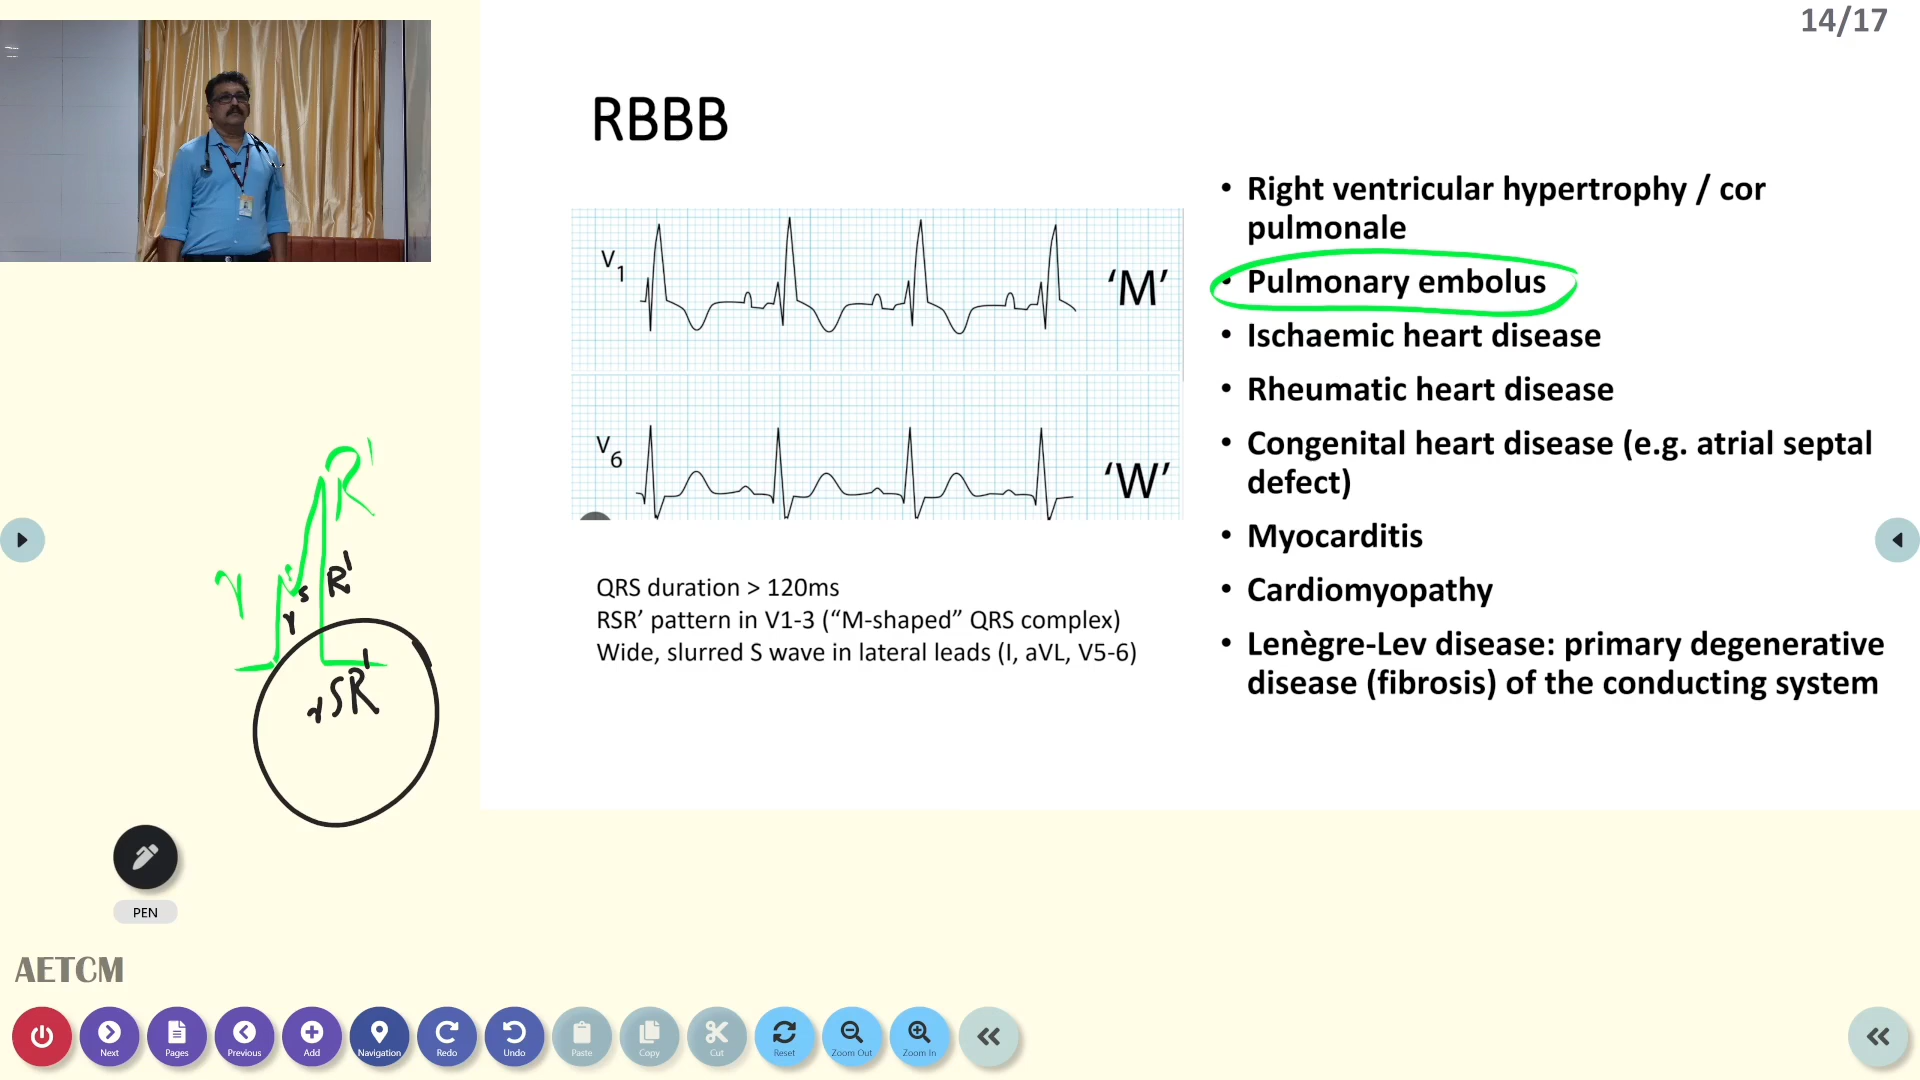 14/17
RBBB
V1
'M'
V6
'W'
QRS duration > 120ms
RSR’ pattern in V1-3 (“M-shaped” QRS complex)
Wide, slurred S wave in lateral leads (I, aVL, V5-6)
• Right ventricular hypertrophy / cor
pulmonale
• Pulmonary embolus
• Ischaemic heart disease
• Rheumatic heart disease
• Congenital heart disease (e.g. atrial septal
defect)
• Myocarditis
• Cardiomyopathy
• Lenègre-Lev disease: primary degenerative
disease (fibrosis) of the conducting system
R'
r
r s R'
rSR'
PEN
AETCM
Next
Pages
Previous
Add
Navigation
Redo
Undo
Paste
Copy
Cut
Reset
Zoom Out
Zoom In